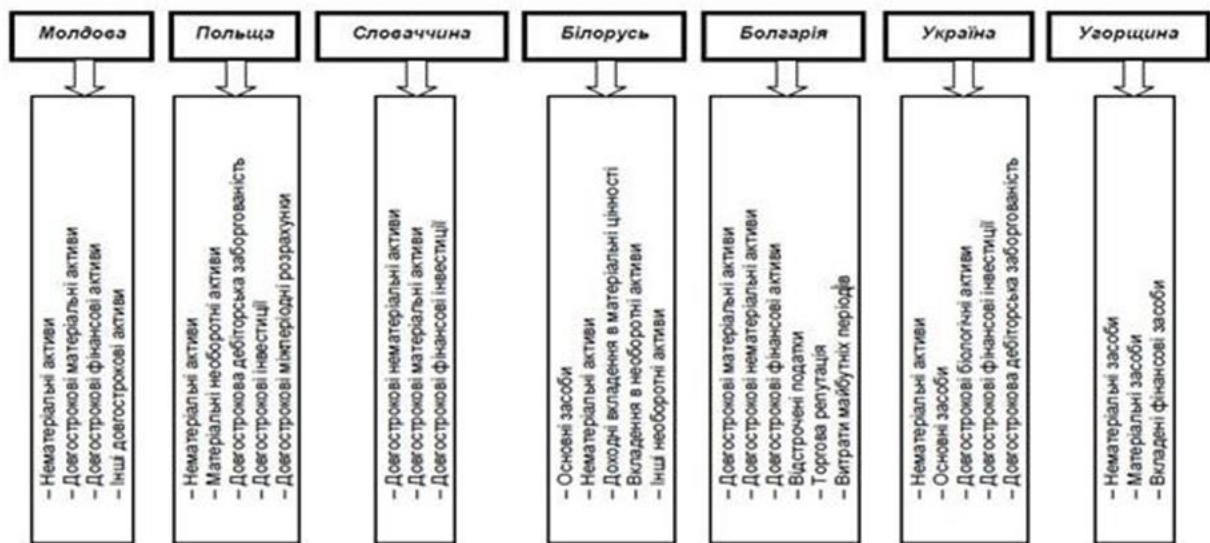 Молдова
– Нематеріальні активи
– Довгострокові матеріальні активи
– Довгострокові фінансові активи
– Інші довгострокові активи
Польща
– Нематеріальні активи
– Матеріальні необоротні активи
– Довгострокова дебіторська заборгованість
– Довгострокові інвестиції
– Довгострокові міжперіодні розрахунки
Словаччина
– Довгострокові нематеріальні активи
– Довгострокові матеріальні активи
– Довгострокові фінансові інвестиції
Білорусь
– Основні засоби
– Нематеріальні активи
– Доходні вкладення в матеріальні цінності
– Вкладення в необоротні активи
– Інші необоротні активи
Болгарія
– Довгострокові матеріальні активи
– Довгострокові нематеріальні активи
– Довгострокові фінансові активи
– Відстрочені податки
– Торгова репутація
– Витрати майбутніх періодів
Україна
– Нематеріальні активи
– Основні засоби
– Довгострокові біологічні активи
– Довгострокові фінансові інвестиції
– Довгострокова дебіторська заборгованість
Угорщина
– Нематеріальні засоби
– Матеріальні засоби
– Вкладені фінансові засоби